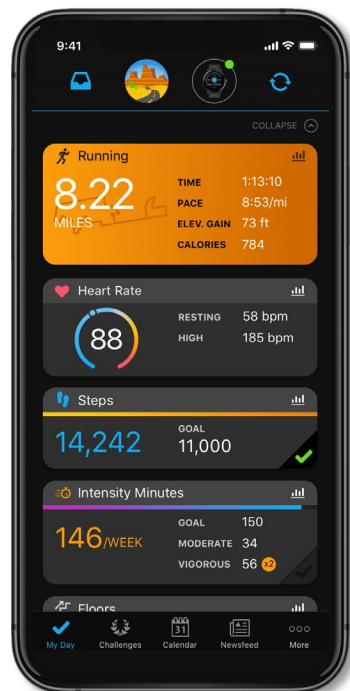 9:41
COLLAPSE
Running
8.22
MILES
TIME 1:13:10
PACE 8:53/mi
ELEV. GAIN 73 ft
CALORIES 784
Heart Rate
88
RESTING 58 bpm
HIGH 185 bpm
Steps
14,242
GOAL
11,000
Intensity Minutes
146/WEEK
GOAL 150
MODERATE 34
VIGOROUS 56 x2
Floors
31
My Day Challenges Calendar Newsfeed More